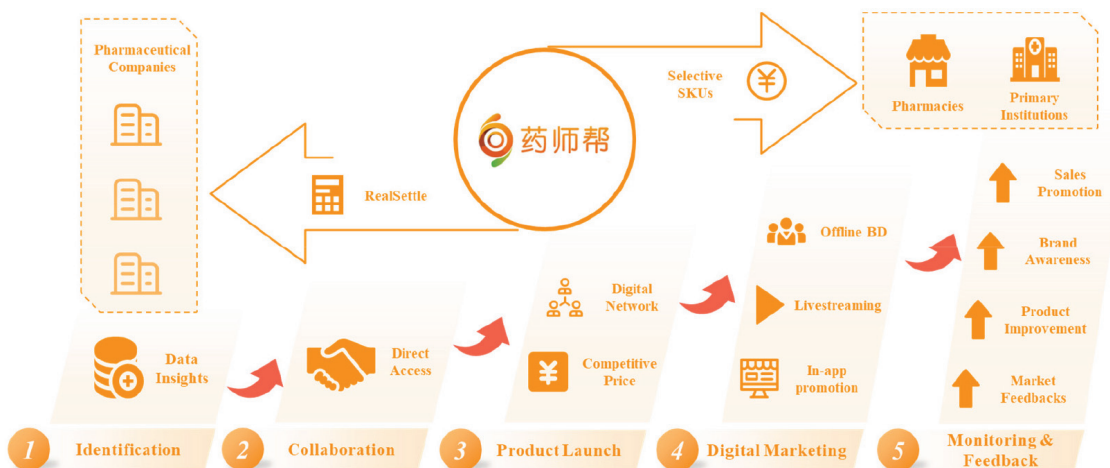 Pharmaceutical
Companies
药师帮
Selective
SKUs
Pharmacies
Primary
Institutions
RealSettle
Data
Insights
Direct
Access
Digital
Network
Competitive
Price
Offline BD
Livestreaming
In-app
promotion
Sales
Promotion
Brand
Awareness
Product
Improvement
Market
Feedbacks
1 Identification
2 Collaboration
3 Product Launch
4 Digital Marketing
5 Monitoring &
Feedback